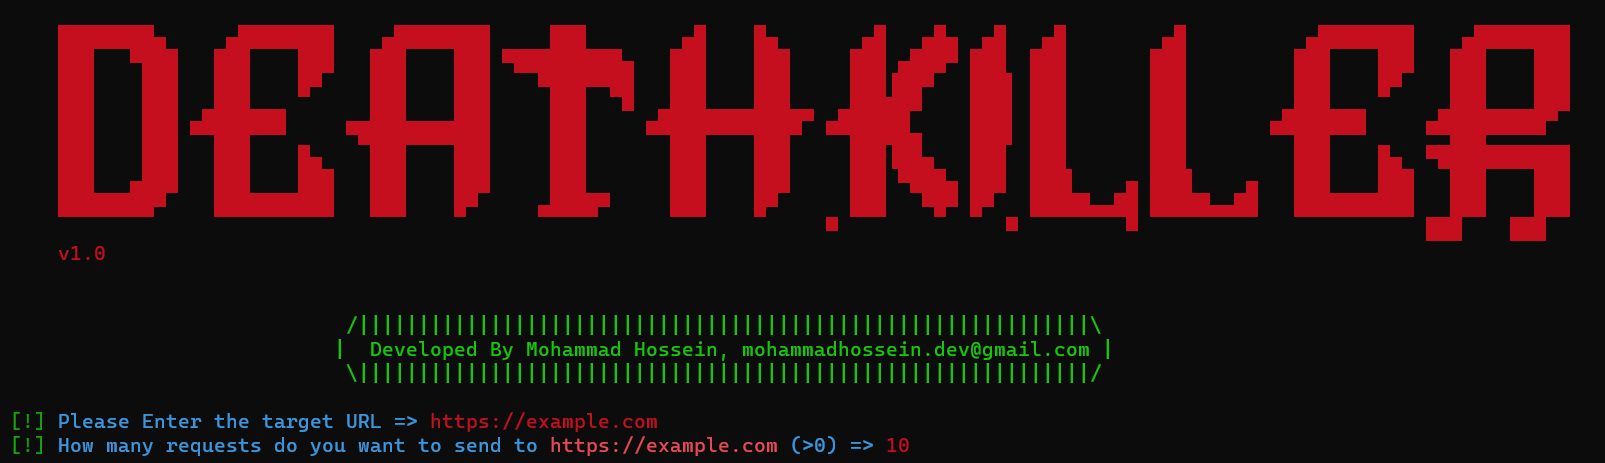 DEATHKILLER
v1.0
/|||||||||||||||||||||||||||||||||||||||||||||||||||||||||||||\
|  Developed By Mohammad Hossein, mohammadhossein.dev@gmail.com |
\|||||||||||||||||||||||||||||||||||||||||||||||||||||||||||||/
[!] Please Enter the target URL => https://example.com
[!] How many requests do you want to send to https://example.com (>0) => 10